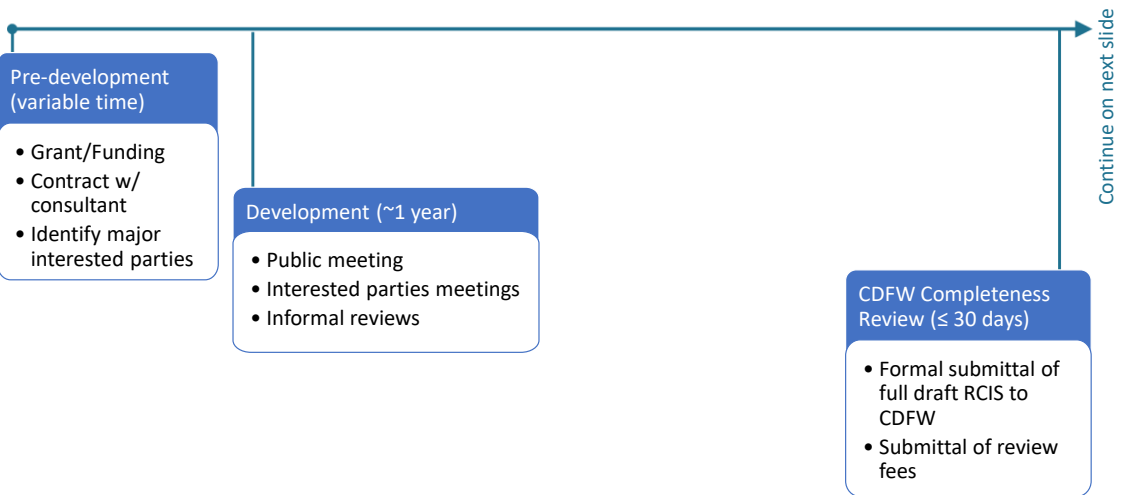 Pre-development
(variable time)
• Grant/Funding
• Contract w/
consultant
• Identify major
interested parties
Development (~1 year)
• Public meeting
• Interested parties meetings
• Informal reviews
CDFW Completeness
Review (≤ 30 days)
• Formal submittal of
full draft RCIS to
CDFW
• Submittal of review
fees
Continue on next slide